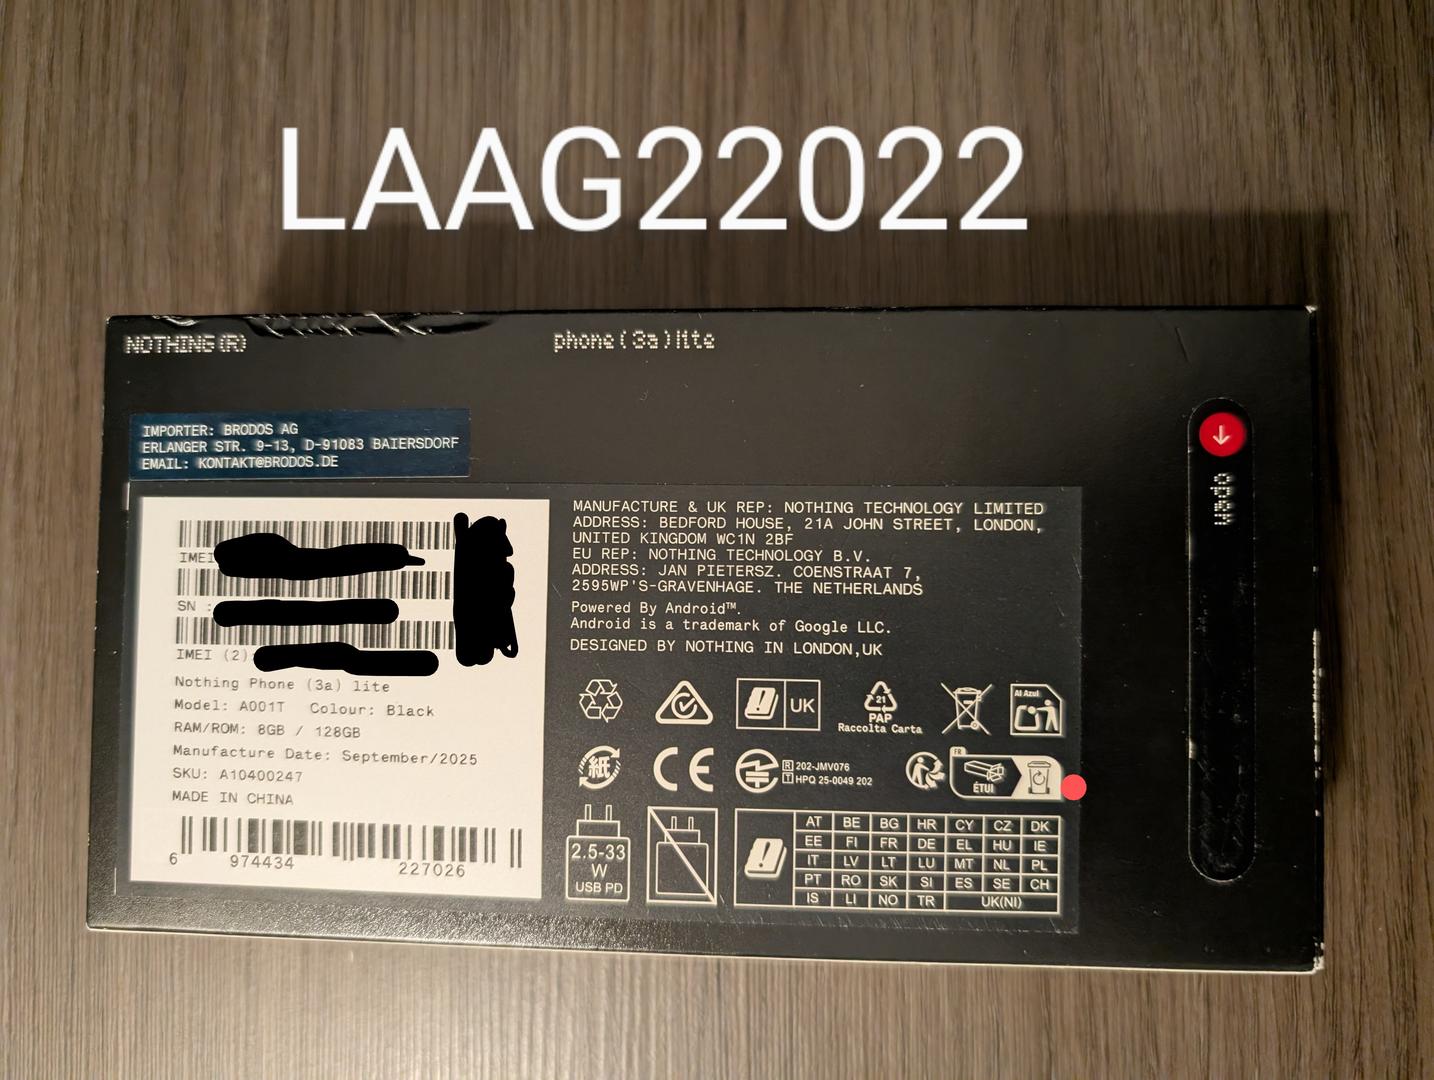 LAAG22022
NOTHING (R)
phone (3a) lite
IMPORTER: BRODOS AG
ERLANGER STR. 9-13, D-91083 BAIERSDORF
EMAIL: KONTAKT@BRODOS.DE
IMEI
SN :
IMEI (2):
Nothing Phone (3a) lite
Model: A001T Colour: Black
RAM/ROM: 8GB / 128GB
Manufacture Date: September/2025
SKU: A10400247
MADE IN CHINA
6 974434 227026
MANUFACTURE & UK REP: NOTHING TECHNOLOGY LIMITED
ADDRESS: BEDFORD HOUSE, 21A JOHN STREET, LONDON,
UNITED KINGDOM WC1N 2BF
EU REP: NOTHING TECHNOLOGY B.V.
ADDRESS: JAN PIETERSZ. COENSTRAAT 7,
2595WP'S-GRAVENHAGE. THE NETHERLANDS
Powered By Android™.
Android is a trademark of Google LLC.
DESIGNED BY NOTHING IN LONDON,UK
UK
21
PAP
Raccolta Carta
Al Azul
紙
CE
R 202-JMV076
T HPQ 25-0049 202
FR
ÉTUI
2.5-33
W
USB PD
AT BE BG HR CY CZ DK
EE FI FR DE EL HU IE
IT LV LT LU MT NL PL
PT RO SK SI ES SE CH
IS LI NO TR UK(NI)
open